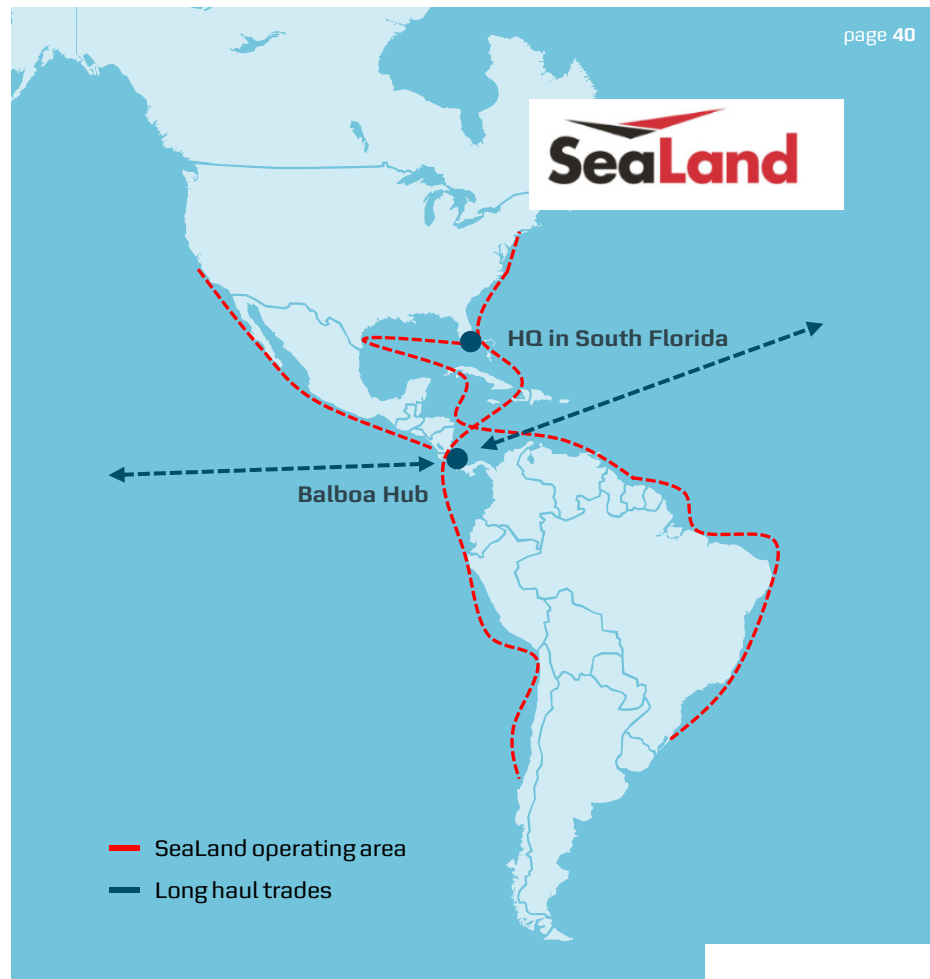 page 40
SeaLand
HQ in South Florida
Balboa Hub
SeaLand operating area
Long haul trades